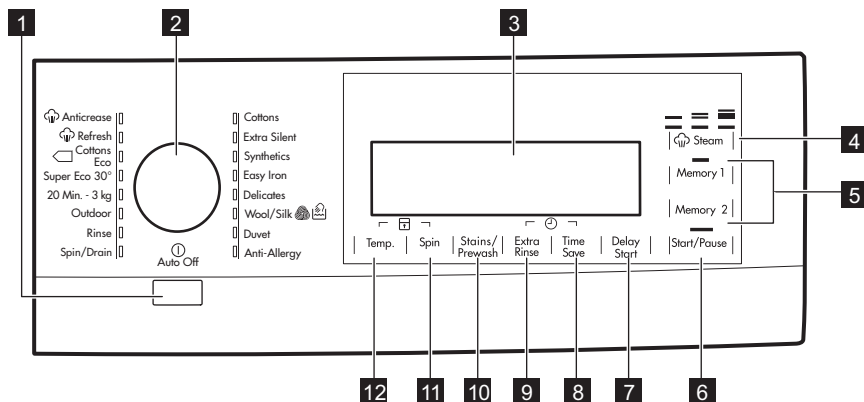 1
2
3
4
5
6
7
8
9
10
11
12
Anticrease
Refresh
Cottons
Eco
Super Eco 30°
20 Min. - 3 kg
Outdoor
Rinse
Spin/Drain
Auto Off
Cottons
Extra Silent
Synthetics
Easy Iron
Delicates
Wool/Silk
Duvet
Anti-Allergy
Steam
Memory 1
Memory 2
Temp.
Spin
Stains/
Prewash
Extra
Rinse
Time
Save
Delay
Start
Start/Pause